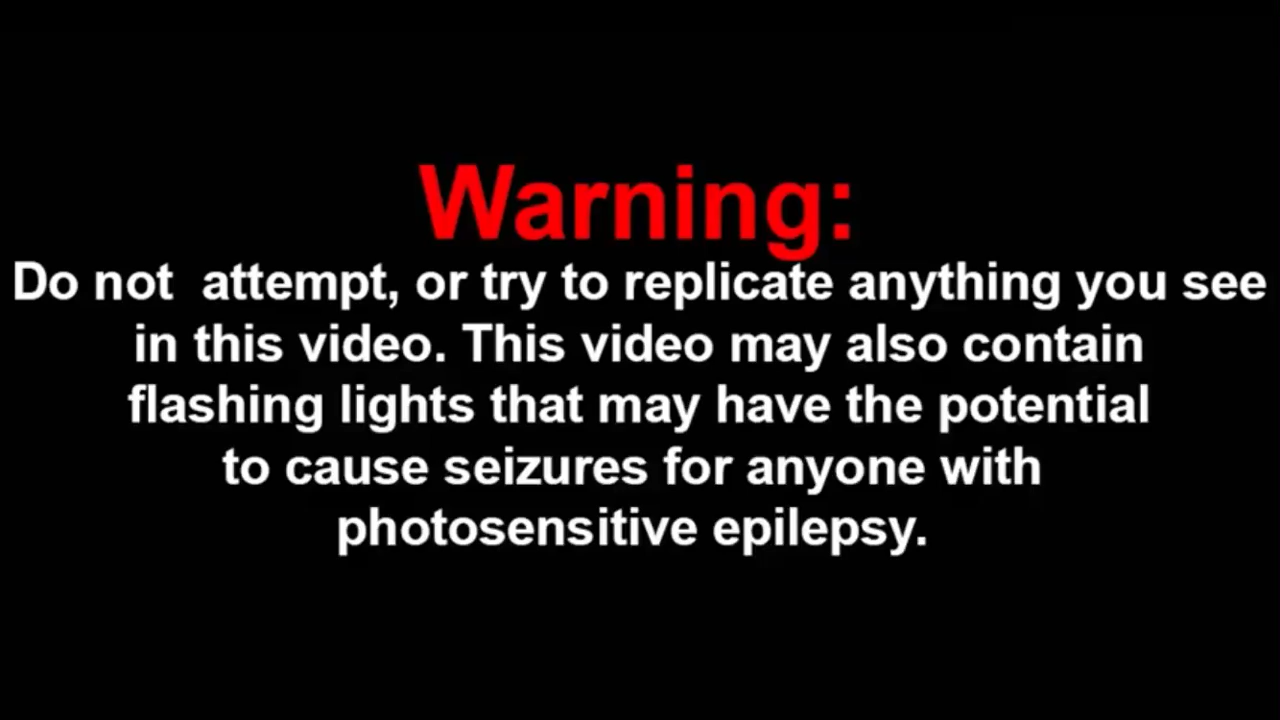 Warning:
Do not  attempt, or try to replicate anything you see
in this video. This video may also contain
flashing lights that may have the potential
to cause seizures for anyone with
photosensitive epilepsy.